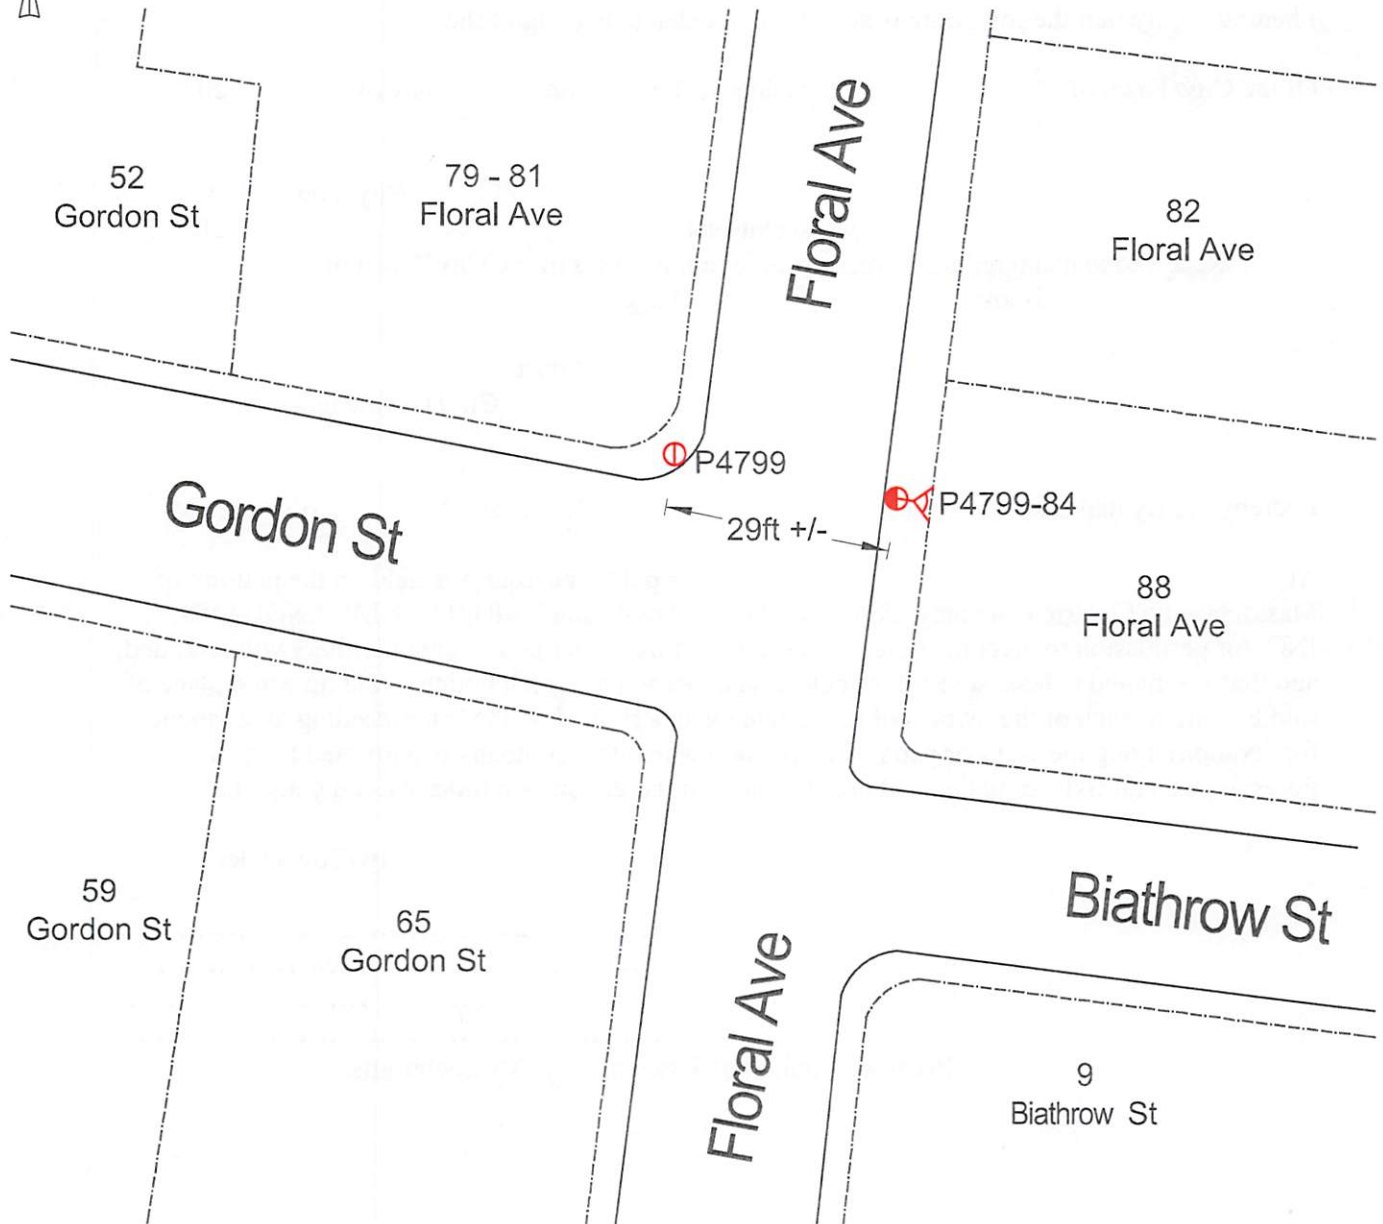 Floral Ave
52
Gordon St
79 - 81
Floral Ave
82
Floral Ave
P4799
P4799-84
29ft +/-
Gordon St
88
Floral Ave
59
Gordon St
65
Gordon St
Biathrow St
Floral Ave
9
Biathrow St